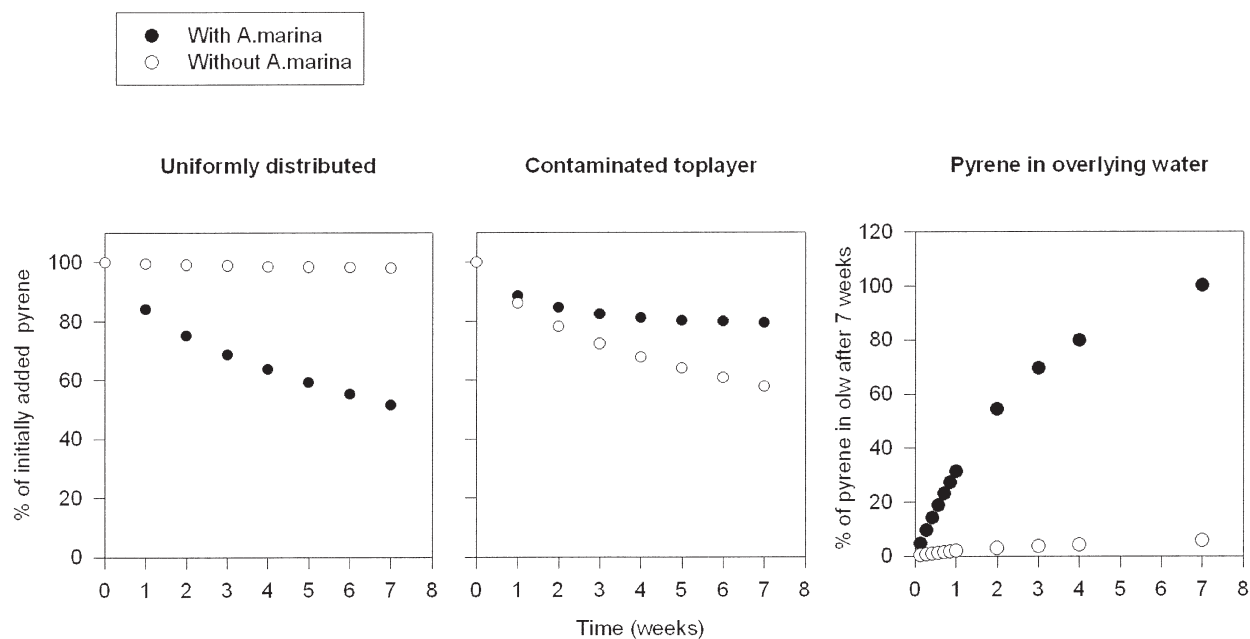 With A.marina
Without A.marina
Uniformly distributed
Contaminated toplayer
Pyrene in overlying water
% of initially added pyrene
100
80
60
40
20
0
0 1 2 3 4 5 6 7 8
0 1 2 3 4 5 6 7 8
% of pyrene in olw after 7 weeks
120
100
80
60
40
20
0
0 1 2 3 4 5 6 7 8
Time (weeks)